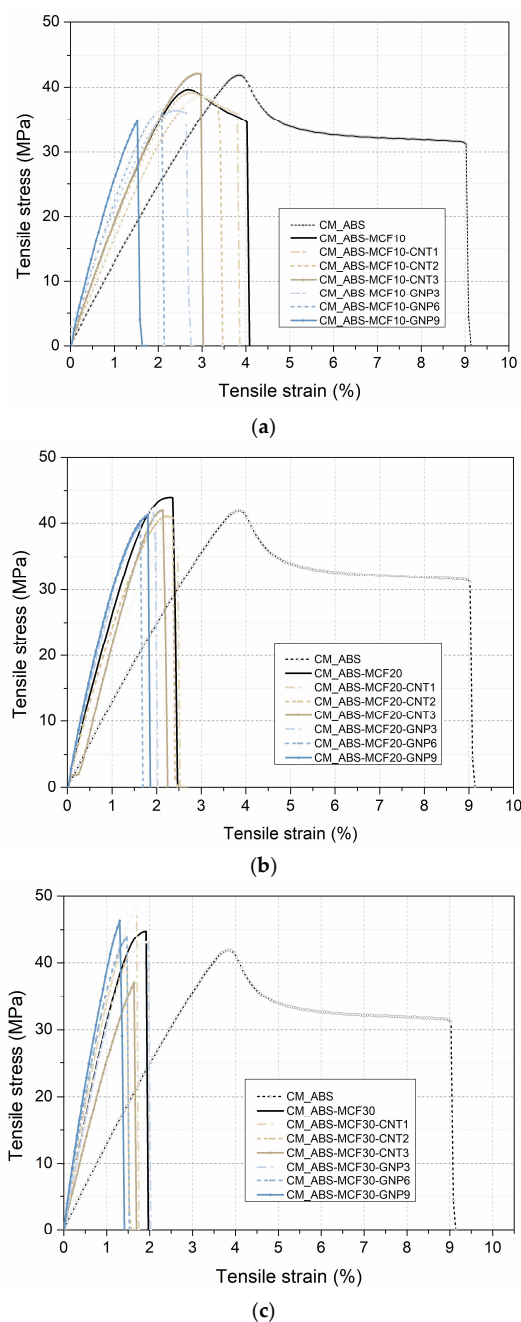 50
40
30
20
10
0
Tensile stress (MPa)
CM_ABS
CM_ABS-MCF10
CM_ABS-MCF10-CNT1
CM_ABS-MCF10-CNT2
CM_ABS-MCF10-CNT3
CM_ABS-MCF10-GNP3
CM_ABS-MCF10-GNP6
CM_ABS-MCF10-GNP9
0 1 2 3 4 5 6 7 8 9 10
Tensile strain (%)
(a)
50
40
30
20
10
0
Tensile stress (MPa)
CM_ABS
CM_ABS-MCF20
CM_ABS-MCF20-CNT1
CM_ABS-MCF20-CNT2
CM_ABS-MCF20-CNT3
CM_ABS-MCF20-GNP3
CM_ABS-MCF20-GNP6
CM_ABS-MCF20-GNP9
0 1 2 3 4 5 6 7 8 9 10
Tensile strain (%)
(b)
50
40
30
20
10
0
Tensile stress (MPa)
CM_ABS
CM_ABS-MCF30
CM_ABS-MCF30-CNT1
CM_ABS-MCF30-CNT2
CM_ABS-MCF30-CNT3
CM_ABS-MCF30-GNP3
CM_ABS-MCF30-GNP6
CM_ABS-MCF30-GNP9
0 1 2 3 4 5 6 7 8 9 10
Tensile strain (%)
(c)